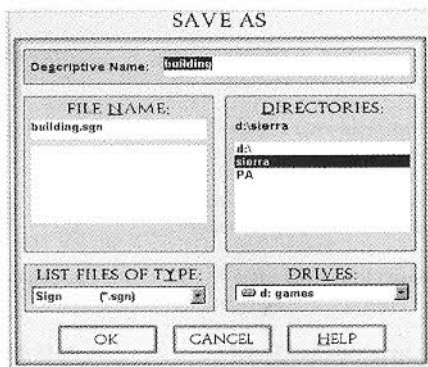 SAVE AS
Descriptive Name: building
FILE NAME:
building.sgn
DIRECTORIES:
d:\sierra
d:\
sierra
PA
LIST FILES OF TYPE:
Sign (*.sgn)
DRIVES:
d: games
OK CANCEL HELP